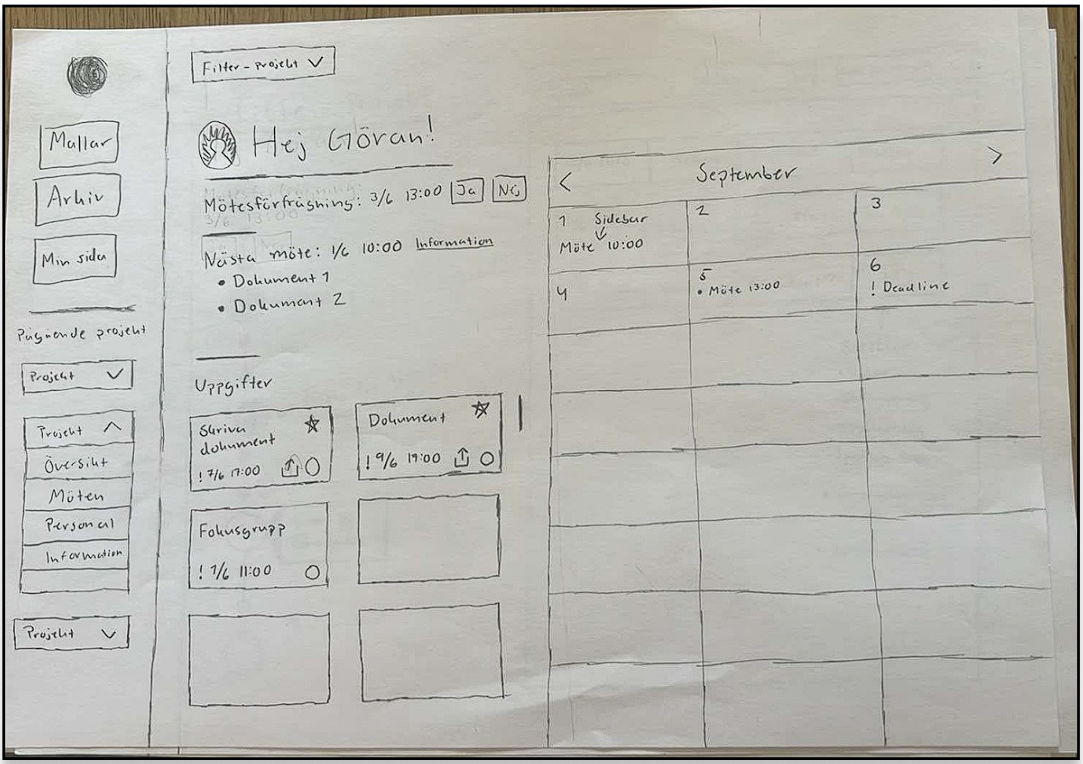 Mallar
Arkiv
Min sida
Pågående projekt
Projekt
Projekt
Översikt
Möten
Personal
Information
Projekt
Filter - projekt
Hej Göran!
Mötesförfrågning: 3/6 13:00 Ja Nej
Nästa möte: 1/6 10:00 Information
• Dokument 1
• Dokument 2
Uppgifter
Skriva
dokument
! 7/6 17:00
Dokument
! 9/6 19:00
Fokusgrupp
! 7/6 11:00
< September >
1 Sidebar
Möte 10:00
2
3
4
5
• Möte 13:00
6
! Deadline